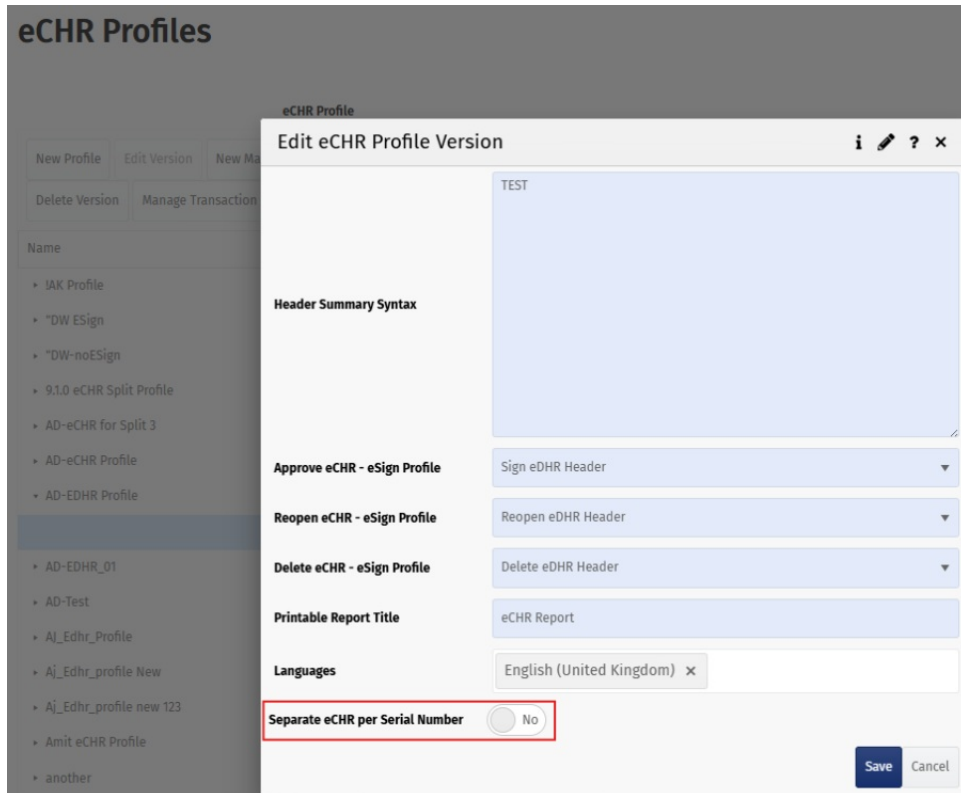 eCHR Profiles
eCHR Profile
New Profile Edit Version New Ma
Delete Version Manage Transaction
Name
!AK Profile
"DW ESign
"DW-noESign
9.1.0 eCHR Split Profile
AD-eCHR for Split 3
AD-eCHR Profile
AD-EDHR Profile
AD-EDHR_01
AD-Test
AJ_Edhr_Profile
Aj_Edhr_profile New
Aj_Edhr_profile new 123
Amit eCHR Profile
another
Edit eCHR Profile Version i ? ×
Header Summary Syntax TEST
Approve eCHR - eSign Profile Sign eDHR Header
Reopen eCHR - eSign Profile Reopen eDHR Header
Delete eCHR - eSign Profile Delete eDHR Header
Printable Report Title eCHR Report
Languages English (United Kingdom) ×
Separate eCHR per Serial Number No
Save Cancel